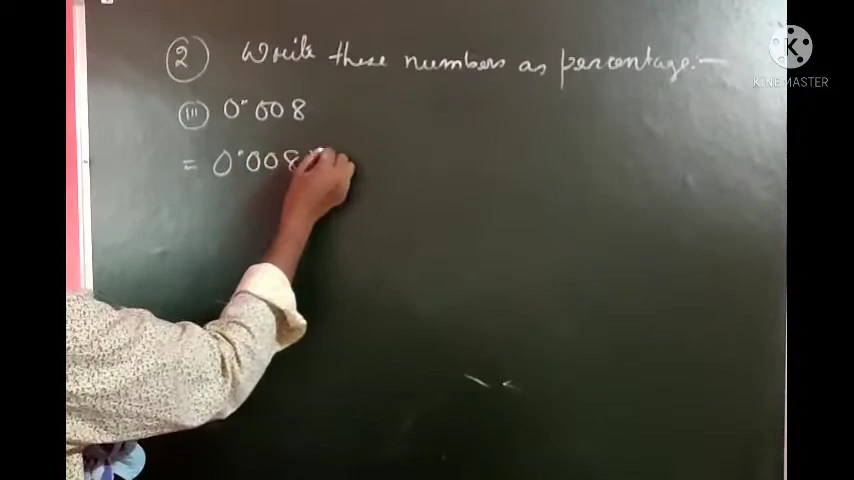 ② Write these numbers as percentage:—
(iii) 0.008
= 0.008
K
KINEMASTER